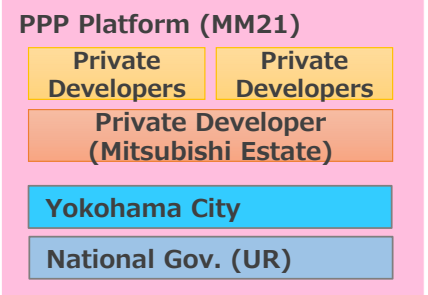 PPP Platform (MM21)
Private Private
Developers Developers
Private Developer
(Mitsubishi Estate)
Yokohama City
National Gov. (UR)